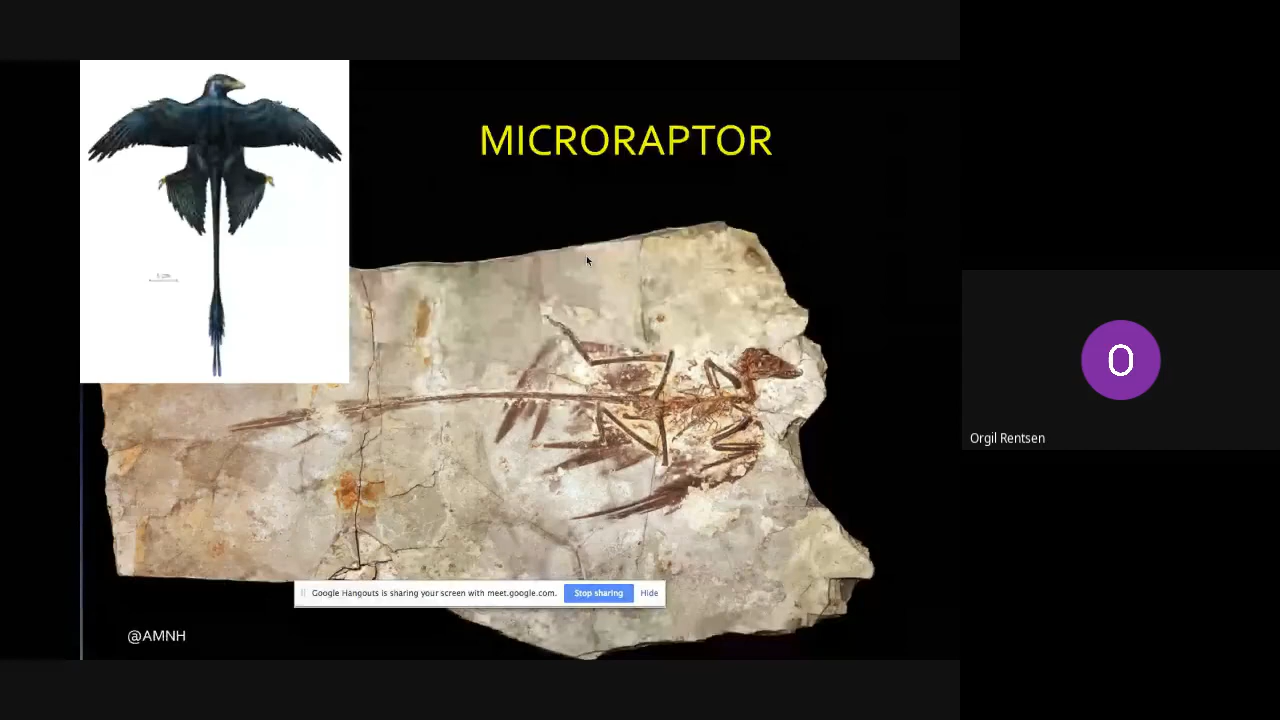 MICRORAPTOR
Google Hangouts is sharing your screen with meet.google.com.
Stop sharing
Hide
@AMNH
O
Orgil Rentsen